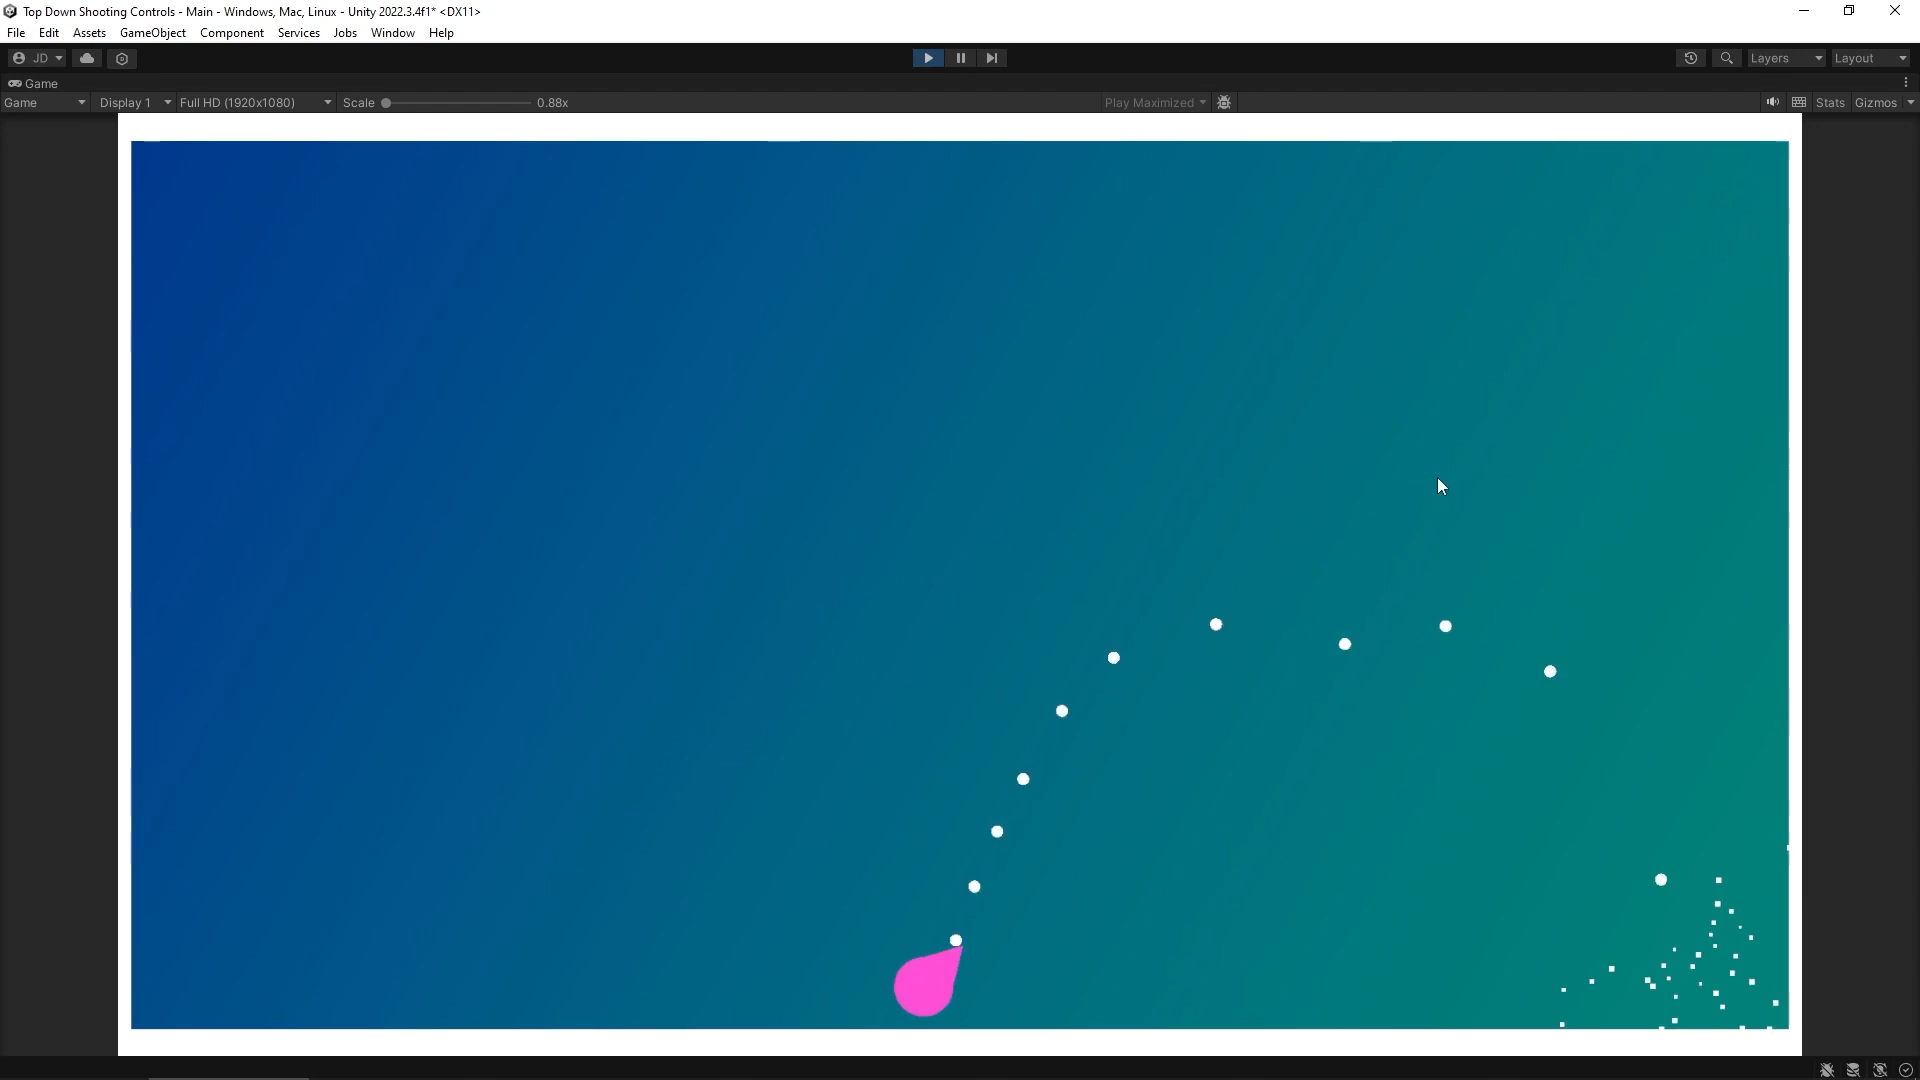 Top Down Shooting Controls - Main - Windows, Mac, Linux - Unity 2022.3.4f1* <DX11>
File Edit Assets GameObject Component Services Jobs Window Help
JD Layers Layout
Game
Game Display 1 Full HD (1920x1080) Scale 0.88x Play Maximized Stats Gizmos